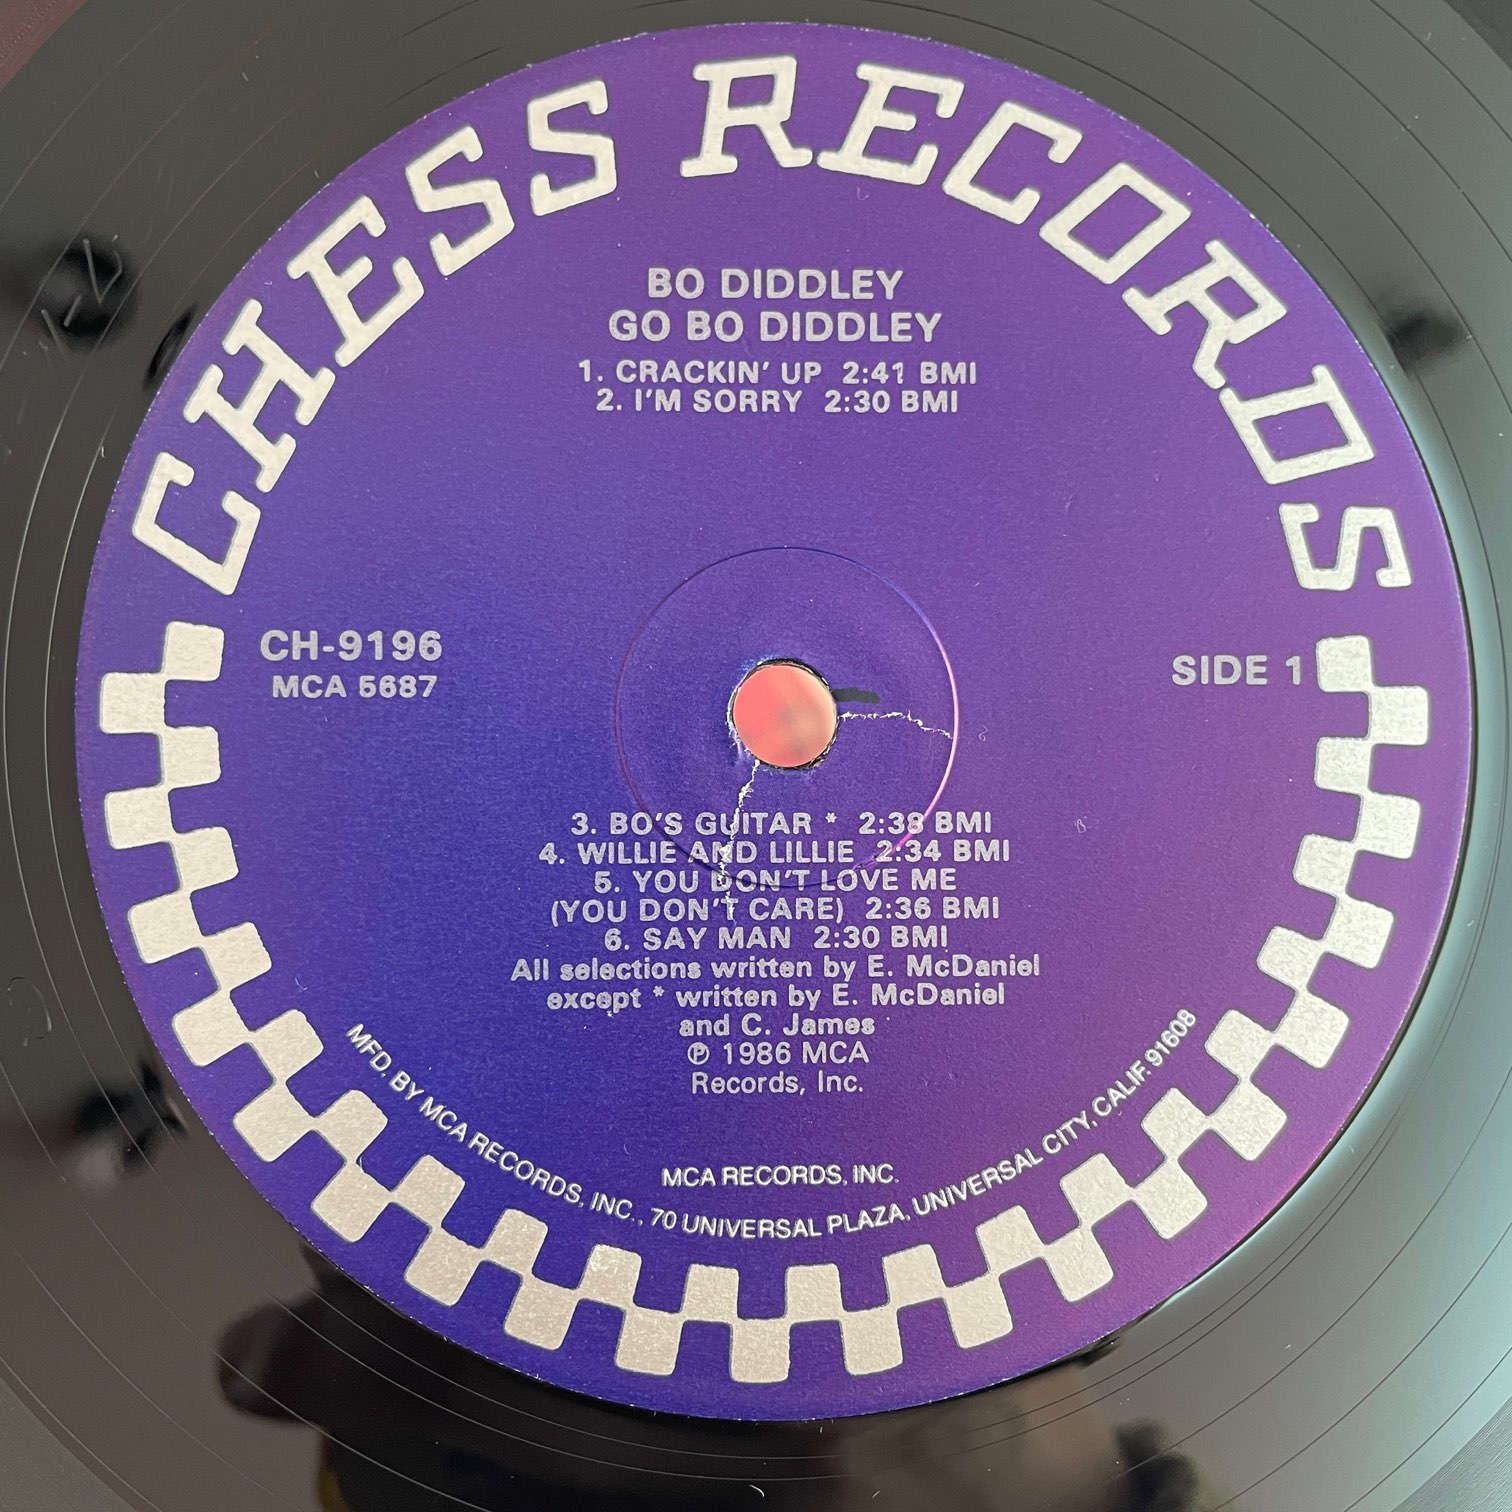 CHESS RECORDS
BO DIDDLEY
GO BO DIDDLEY
1. CRACKIN' UP 2:41 BMI
2. I'M SORRY 2:30 BMI
CH-9196
MCA 5687
SIDE 1
3. BO'S GUITAR * 2:38 BMI
4. WILLIE AND LILLIE 2:34 BMI
5. YOU DON'T LOVE ME
(YOU DON'T CARE) 2:36 BMI
6. SAY MAN 2:30 BMI
All selections written by E. McDaniel
except * written by E. McDaniel
and C. James
℗ 1986 MCA
Records, Inc.
MCA RECORDS, INC.
MFD. BY MCA RECORDS, INC., 70 UNIVERSAL PLAZA, UNIVERSAL CITY, CALIF. 91608